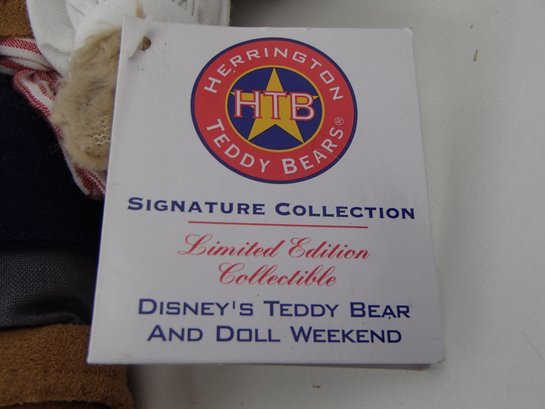 HERRINGTON
HTB
TEDDY BEARS®
SIGNATURE COLLECTION
Limited Edition
Collectible
DISNEY'S TEDDY BEAR
AND DOLL WEEKEND